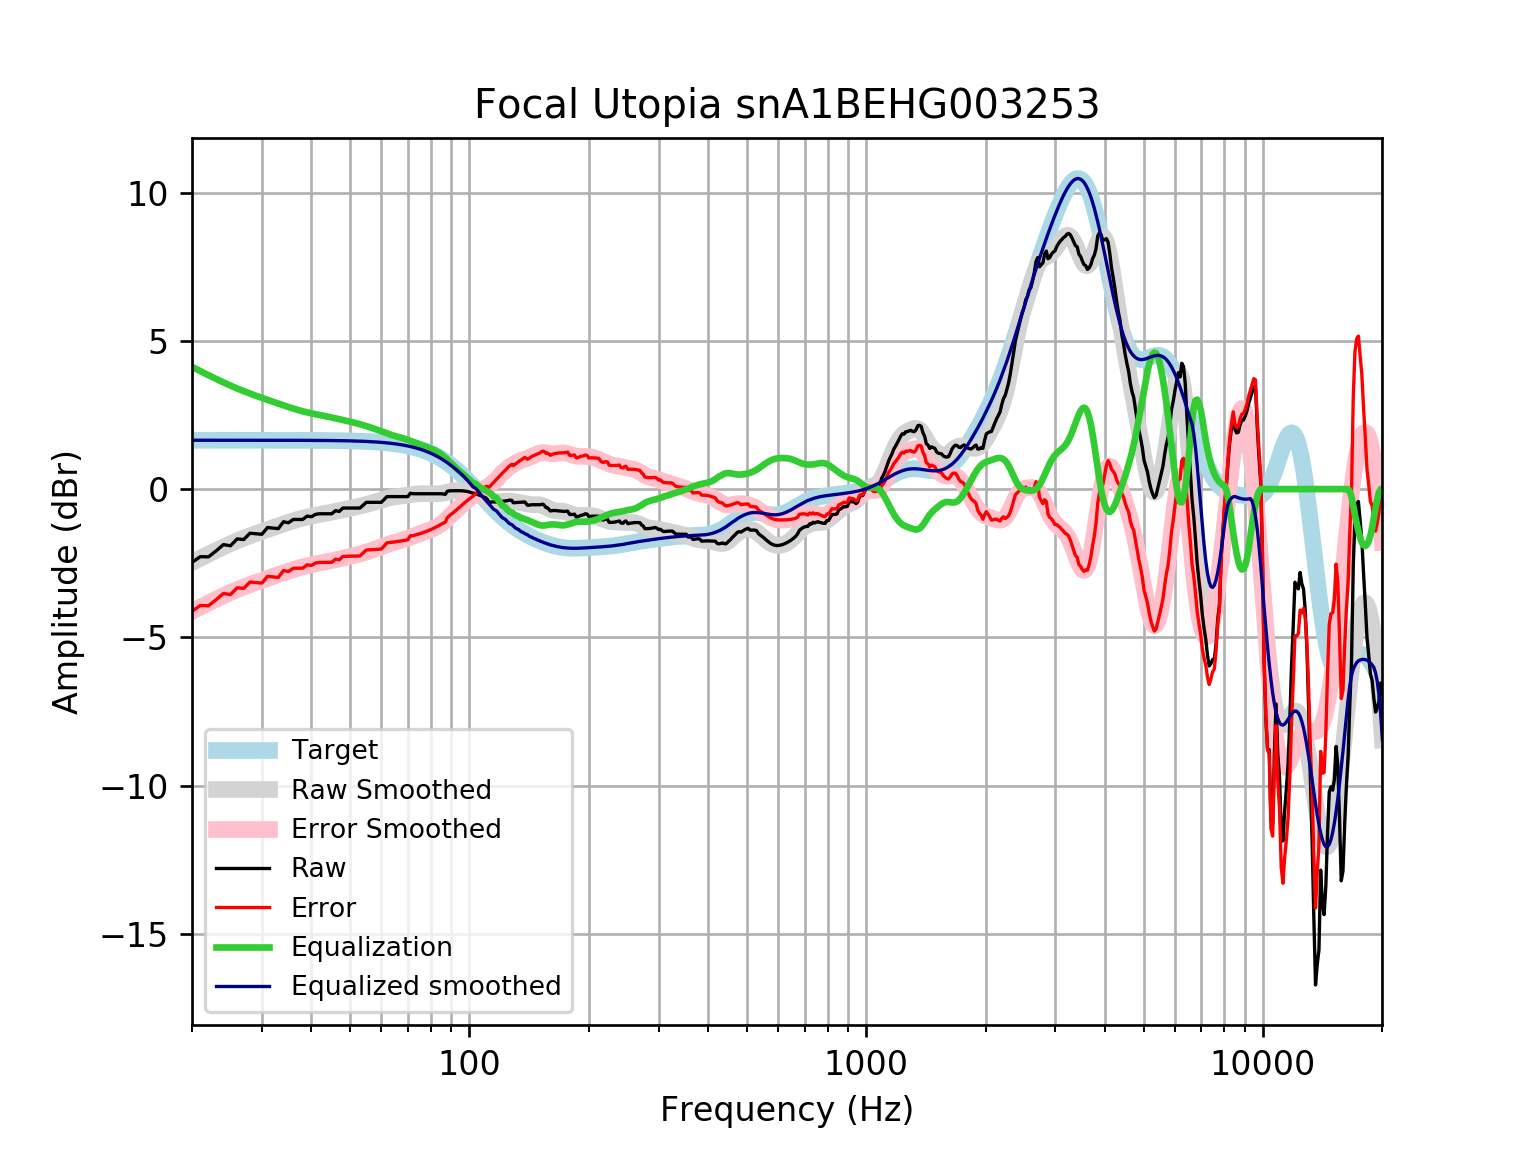 Focal Utopia snA1BEHG003253
Amplitude (dBr)
10
5
0
−5
−10
−15
Target
Raw Smoothed
Error Smoothed
Raw
Error
Equalization
Equalized smoothed
100
1000
10000
Frequency (Hz)